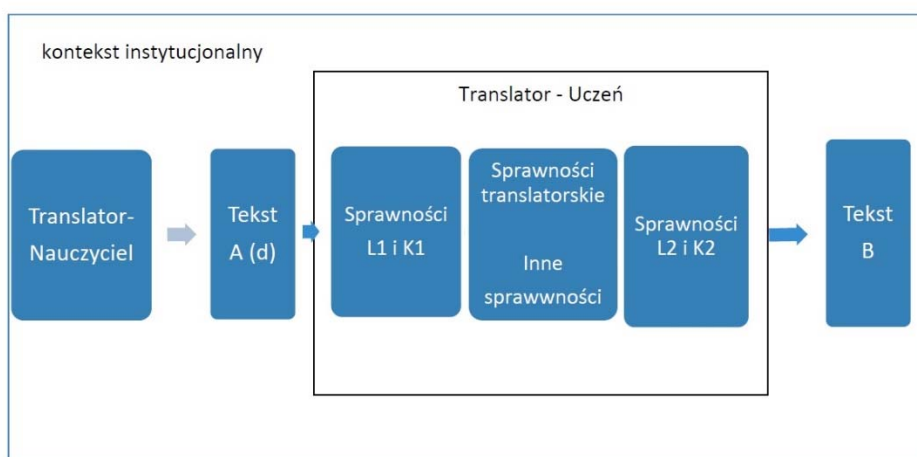 kontekst instytucjonalny
Translator - Uczeń
Translator-
Nauczyciel
Tekst
A (d)
Sprawności
L1 i K1
Sprawności
translatorskie
Inne
sprawwności
Sprawności
L2 i K2
Tekst
B